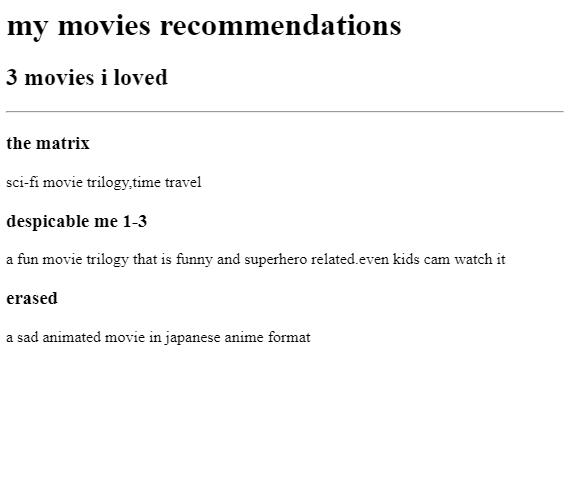 my movies recommendations
3 movies i loved
the matrix
sci-fi movie trilogy,time travel
despicable me 1-3
a fun movie trilogy that is funny and superhero related.even kids cam watch it
erased
a sad animated movie in japanese anime format